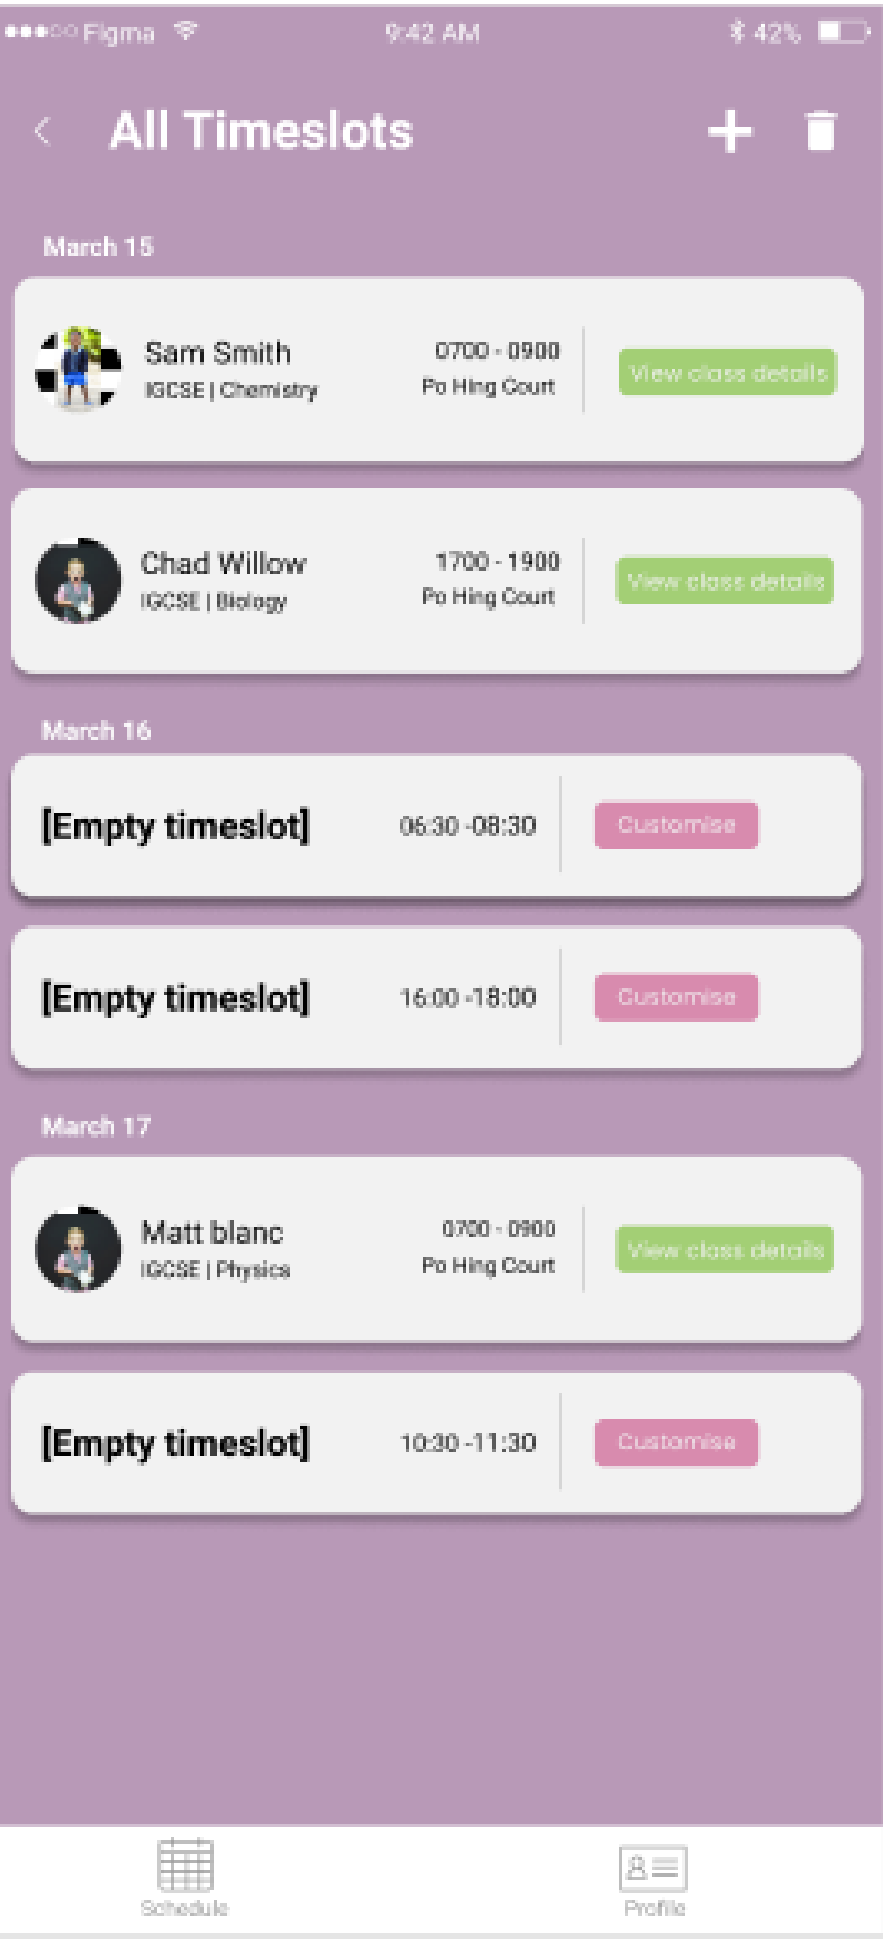 Figma 9:42 AM 42%
All Timeslots
March 15
Sam Smith 0700 - 0900
IGCSE | Chemistry Po Hing Court
View class details
Chad Willow 1700 - 1900
IGCSE | Biology Po Hing Court
View class details
March 16
[Empty timeslot] 06:30 -08:30 Customise
[Empty timeslot] 16:00 -18:00 Customise
March 17
Matt blanc 0700 - 0900
IGCSE | Physics Po Hing Court
View class details
[Empty timeslot] 10:30 -11:30 Customise
Schedule Profile